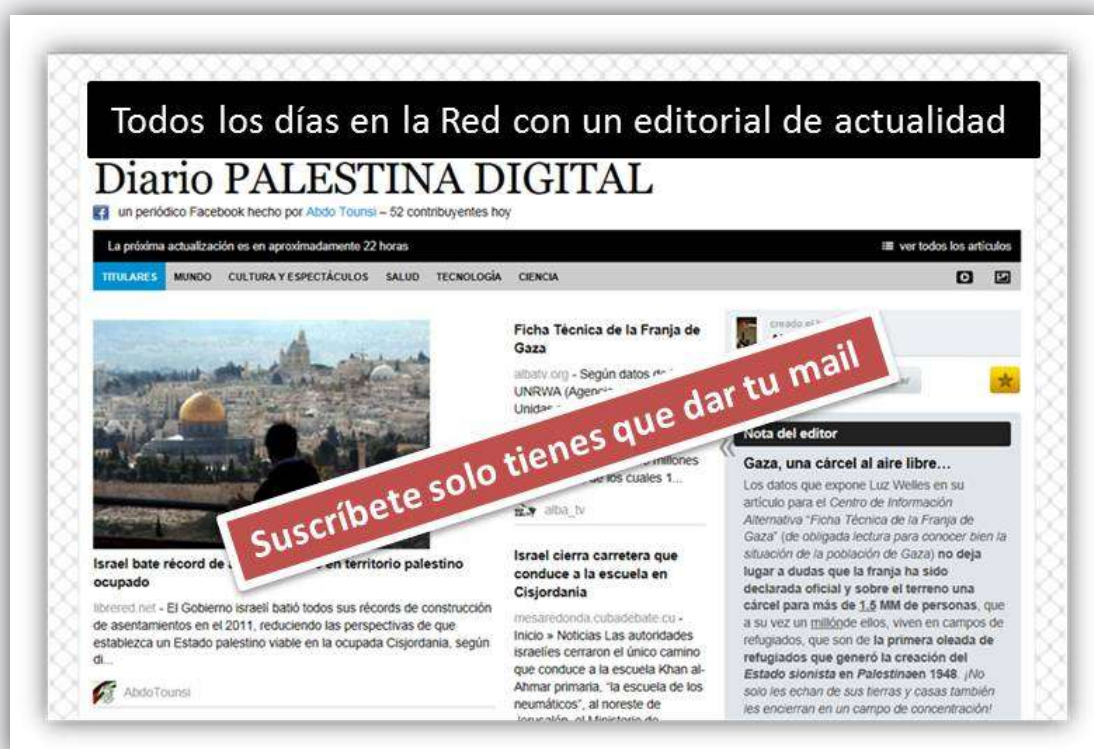 Todos los días en la Red con un editorial de actualidad
Diario PALESTINA DIGITAL
un periódico Facebook hecho por Abdo Tounsi – 52 contribuyentes hoy
La próxima actualización es en aproximadamente 22 horas
ver todos los artículos
TITULARES MUNDO CULTURA Y ESPECTÁCULOS SALUD TECNOLOGÍA CIENCIA
Suscríbete solo tienes que dar tu mail
Israel bate récord de en territorio palestino
ocupado
librered.net - El Gobierno israelí batió todos sus récords de construcción
de asentamientos en el 2011, reduciendo las perspectivas de que
establezca un Estado palestino viable en la ocupada Cisjordania, según
di...
AbdoTounsi
Ficha Técnica de la Franja de
Gaza
albatv.org - Según datos
UNRWA
Unidas
millones
de los cuales 1...
alba_tv
Israel cierra carretera que
conduce a la escuela en
Cisjordania
mesaredonda.cubadebate.cu -
Inicio » Noticias Las autoridades
israelíes cerraron el único camino
que conduce a la escuela Khan al-
Ahmar primaria, "la escuela de los
neumáticos", al noreste de
Jerusalén, el Ministerio de
creado
Nota del editor
Gaza, una cárcel al aire libre…
Los datos que expone Luz Welles en su
artículo para el Centro de Información
Alternativa "Ficha Técnica de la Franja de
Gaza" (de obligada lectura para conocer bien la
situación de la población de Gaza) no deja
lugar a dudas que la franja ha sido
declarada oficial y sobre el terreno una
cárcel para más de 1.5 MM de personas, que
a su vez un millónde ellos, viven en campos de
refugiados, que son de la primera oleada de
refugiados que generó la creación del
Estado sionista en Palestinaen 1948. ¡No
solo les echan de sus tierras y casas también
les encierran en un campo de concentración!